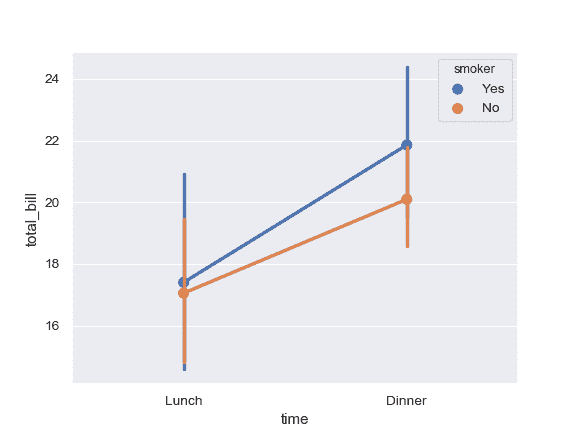 smoker
Yes
No
24
22
20
18
16
total_bill
Lunch
Dinner
time